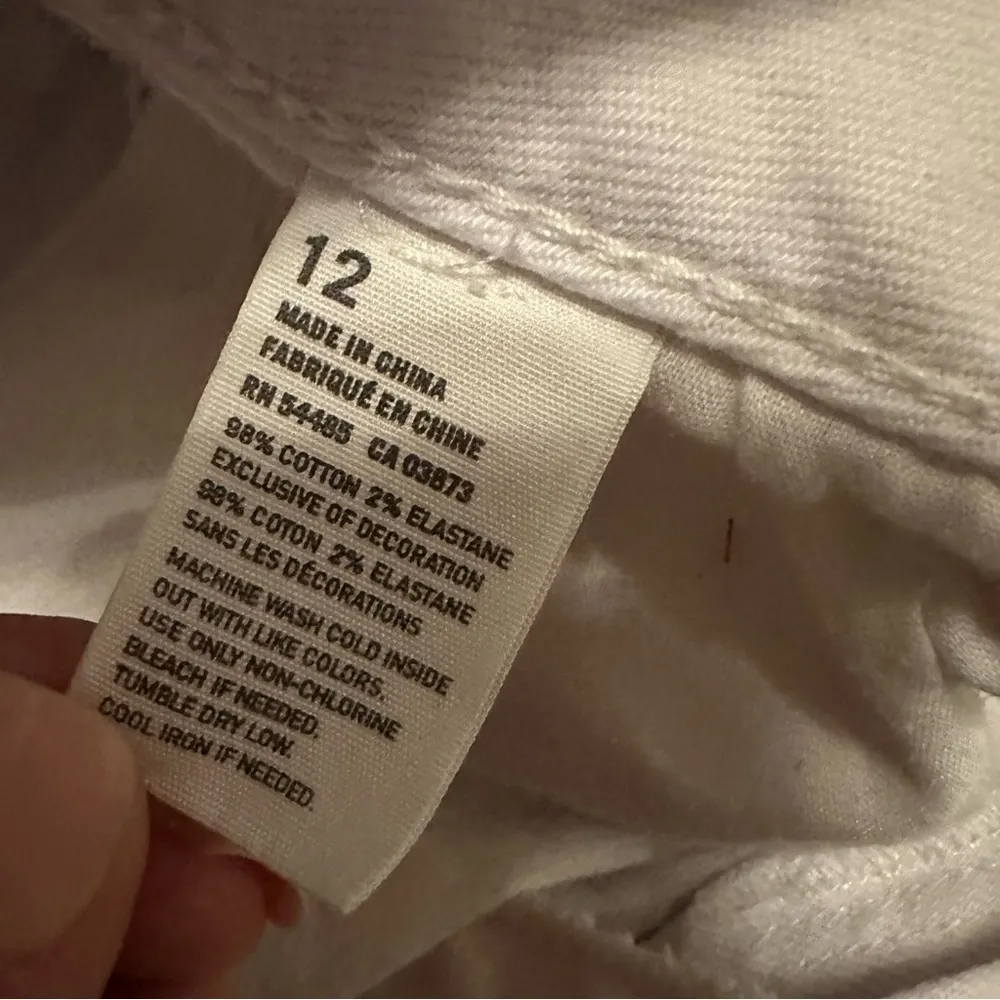 12
MADE IN CHINA
FABRIQUÉ EN CHINE
RN 54485 CA 03873
98% COTTON 2% ELASTANE
EXCLUSIVE OF DECORATION
98% COTON 2% ELASTANE
SANS LES DÉCORATIONS
MACHINE WASH COLD INSIDE
OUT WITH LIKE COLORS.
USE ONLY NON-CHLORINE
BLEACH IF NEEDED.
TUMBLE DRY LOW.
COOL IRON IF NEEDED.